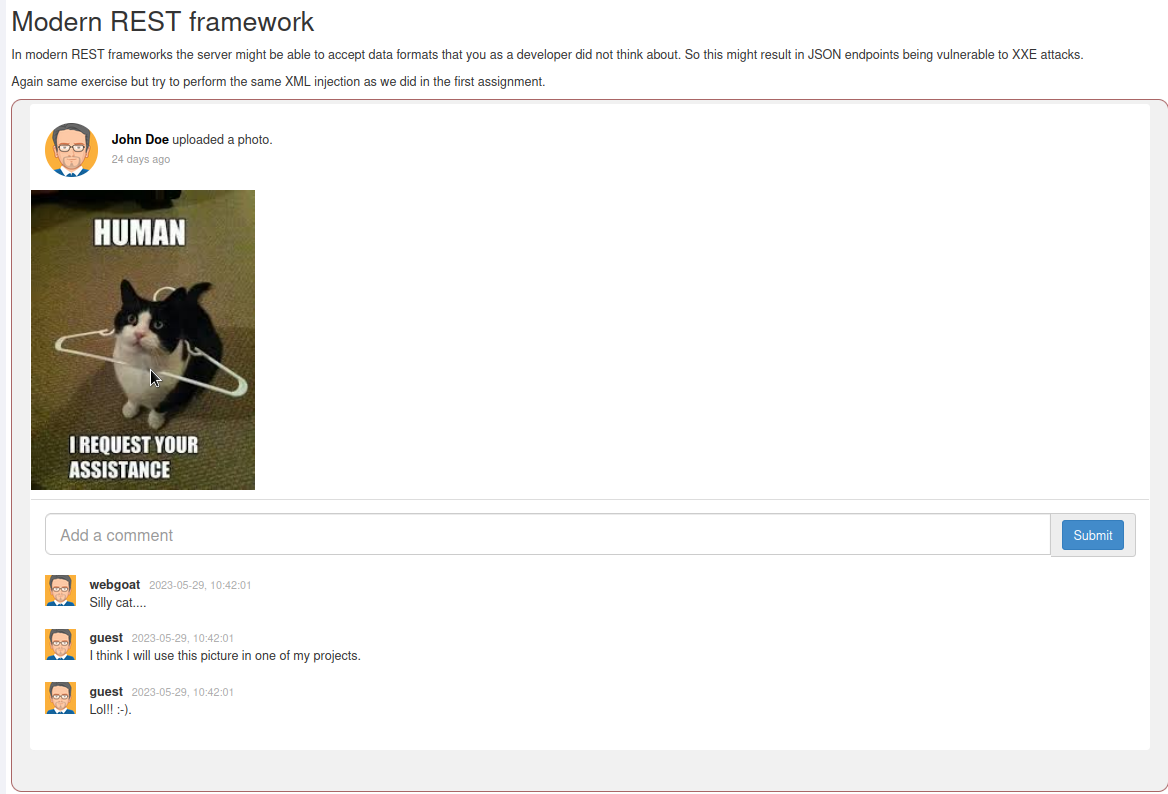 Modern REST framework
In modern REST frameworks the server might be able to accept data formats that you as a developer did not think about. So this might result in JSON endpoints being vulnerable to XXE attacks.
Again same exercise but try to perform the same XML injection as we did in the first assignment.
John Doe uploaded a photo.
24 days ago
HUMAN
I REQUEST YOUR
ASSISTANCE
Add a comment
Submit
webgoat 2023-05-29, 10:42:01
Silly cat....
guest 2023-05-29, 10:42:01
I think I will use this picture in one of my projects.
guest 2023-05-29, 10:42:01
Lol!! :-).